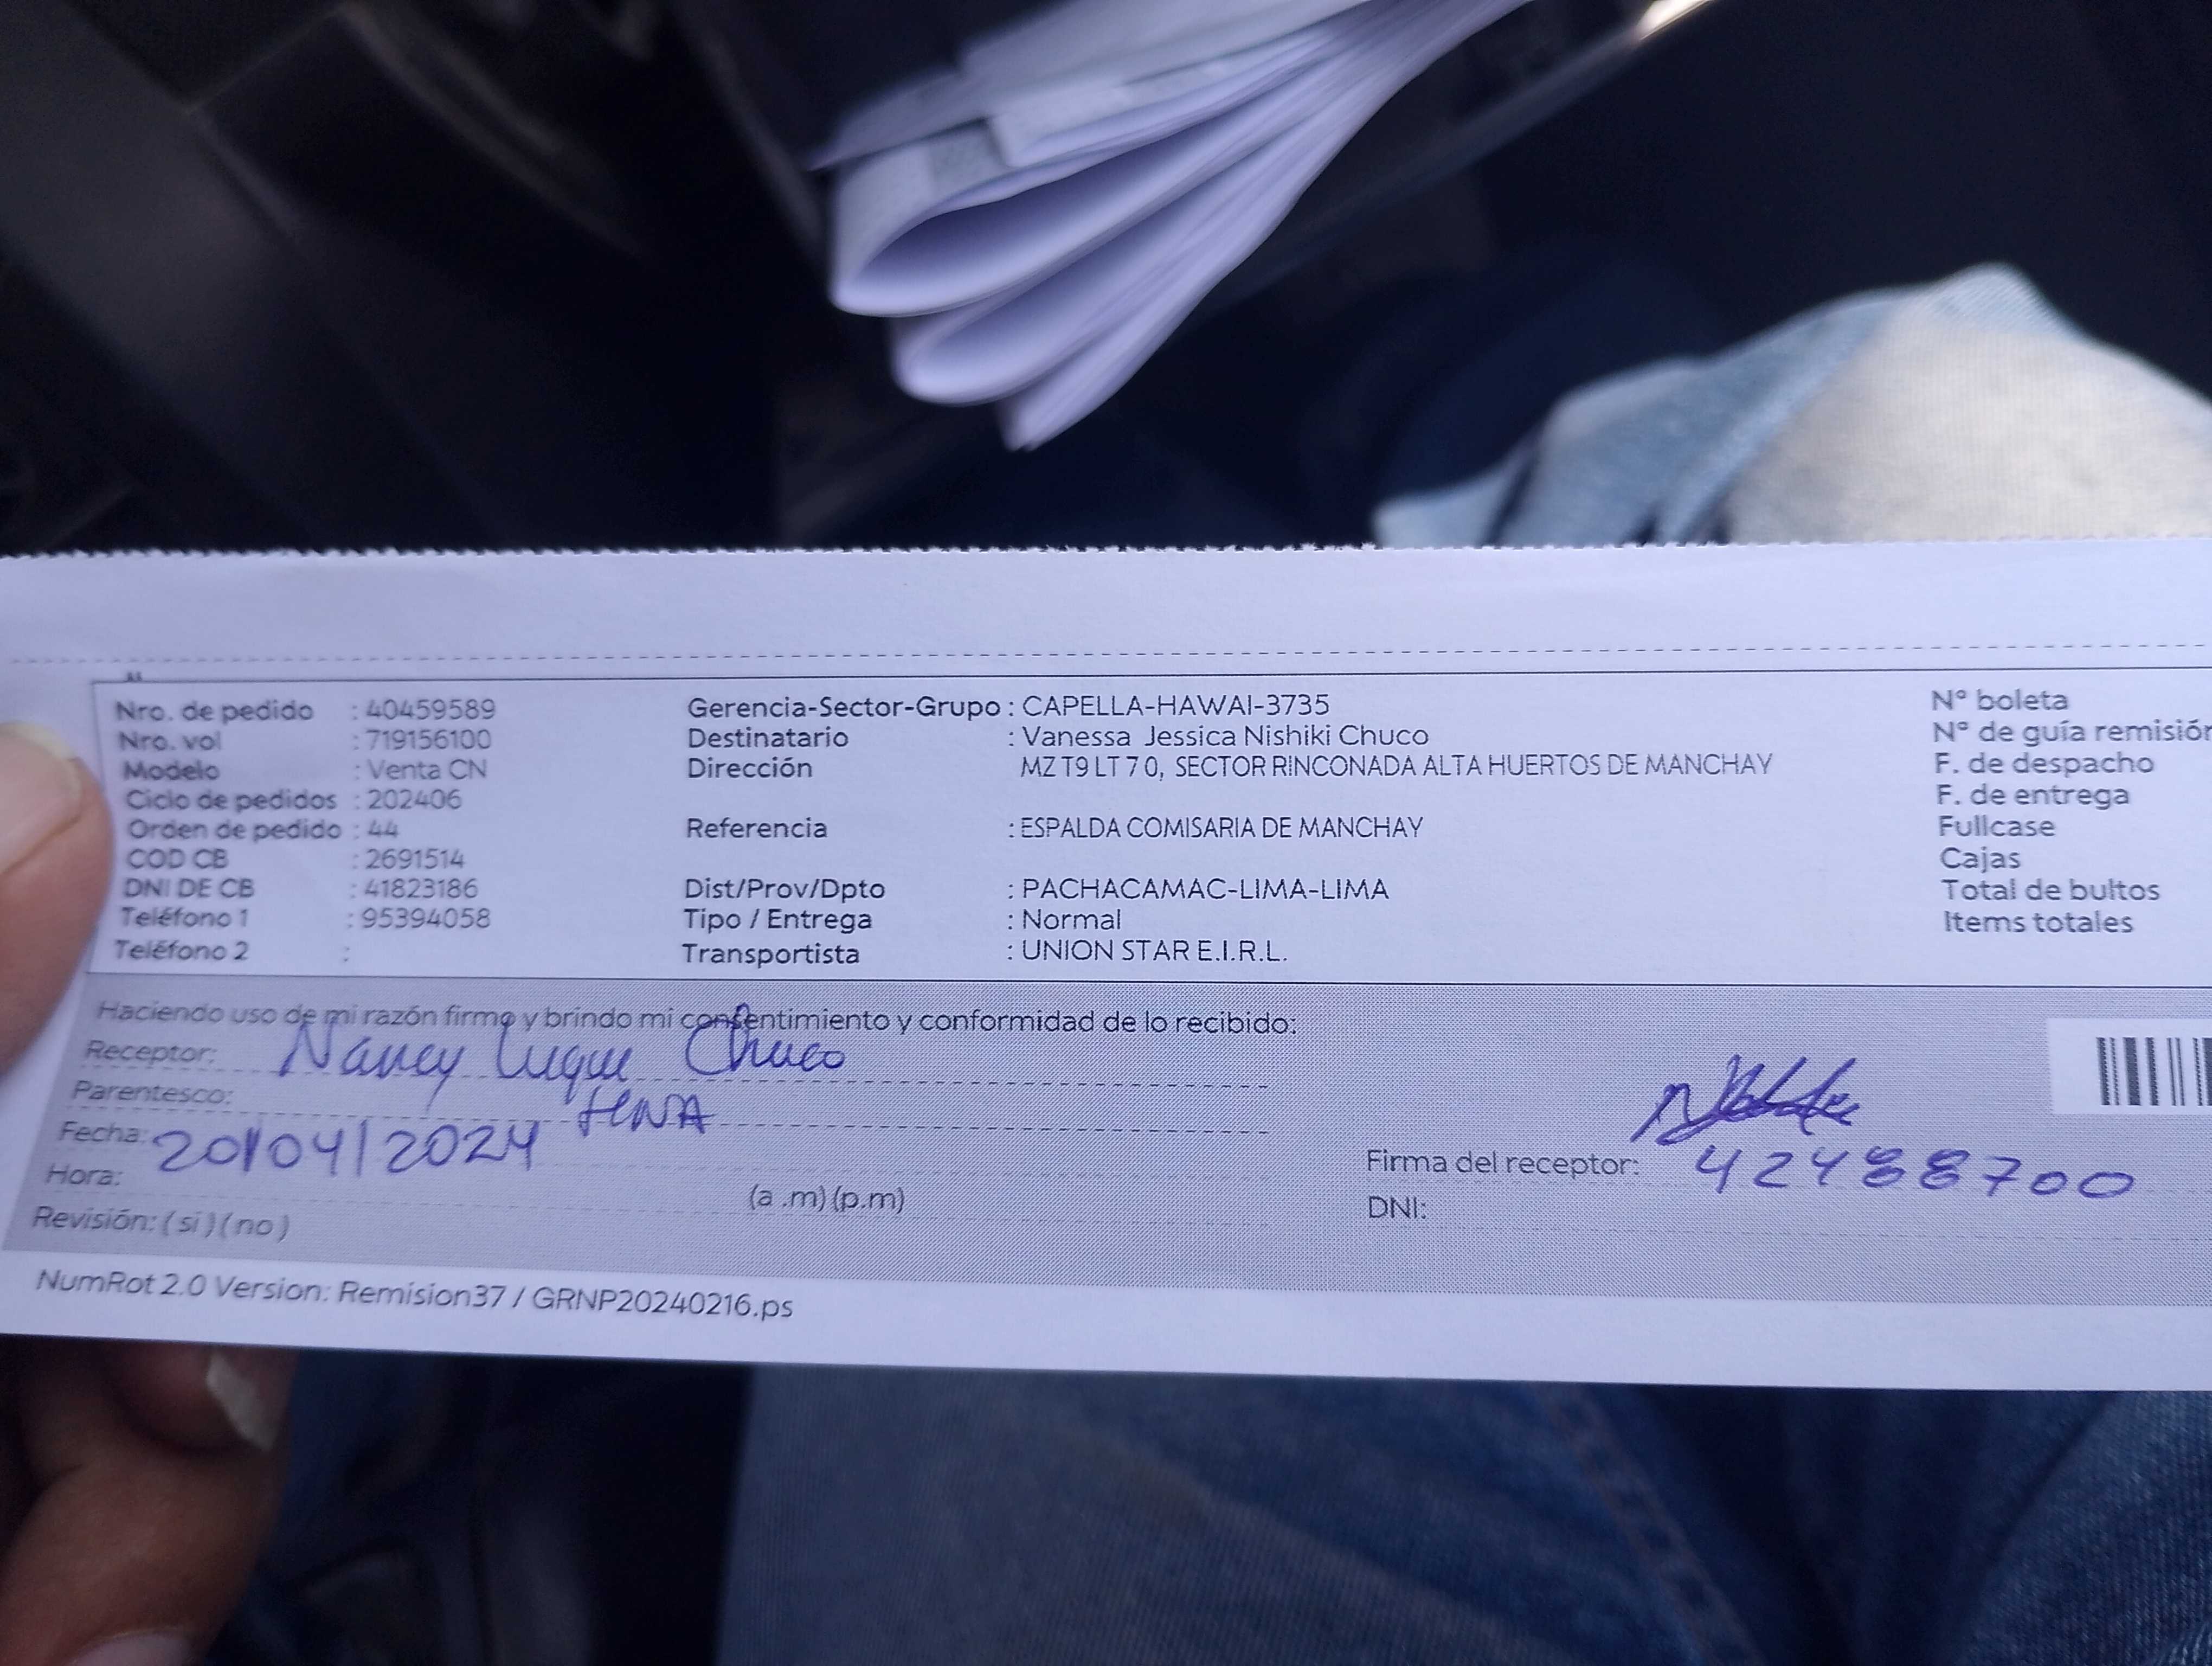 Nro. de pedido : 40459589
Nro. vol : 719156100
Modelo : Venta CN
Ciclo de pedidos : 202406
Orden de pedido : 44
COD CB : 2691514
DNI DE CB : 41823186
Teléfono 1 : 95394058
Teléfono 2 :
Gerencia-Sector-Grupo : CAPELLA-HAWAI-3735
Destinatario : Vanessa Jessica Nishiki Chuco
Dirección MZ T9 LT 7 0, SECTOR RINCONADA ALTA HUERTOS DE MANCHAY
Referencia : ESPALDA COMISARIA DE MANCHAY
Dist/Prov/Dpto : PACHACAMAC-LIMA-LIMA
Tipo / Entrega : Normal
Transportista : UNION STAR E.I.R.L.
N° boleta
N° de guía remisión
F. de despacho
F. de entrega
Fullcase
Cajas
Total de bultos
Items totales
Haciendo uso de mi razón firmo y brindo mi consentimiento y conformidad de lo recibido:
Receptor: Nancy Luque Chuco
Parentesco:
Fecha: 20/04/2024
Hora: (a .m) (p.m)
Revisión: ( si ) ( no )
Firma del receptor: 42488700
DNI:
NumRot 2.0 Version: Remision37 / GRNP20240216.ps